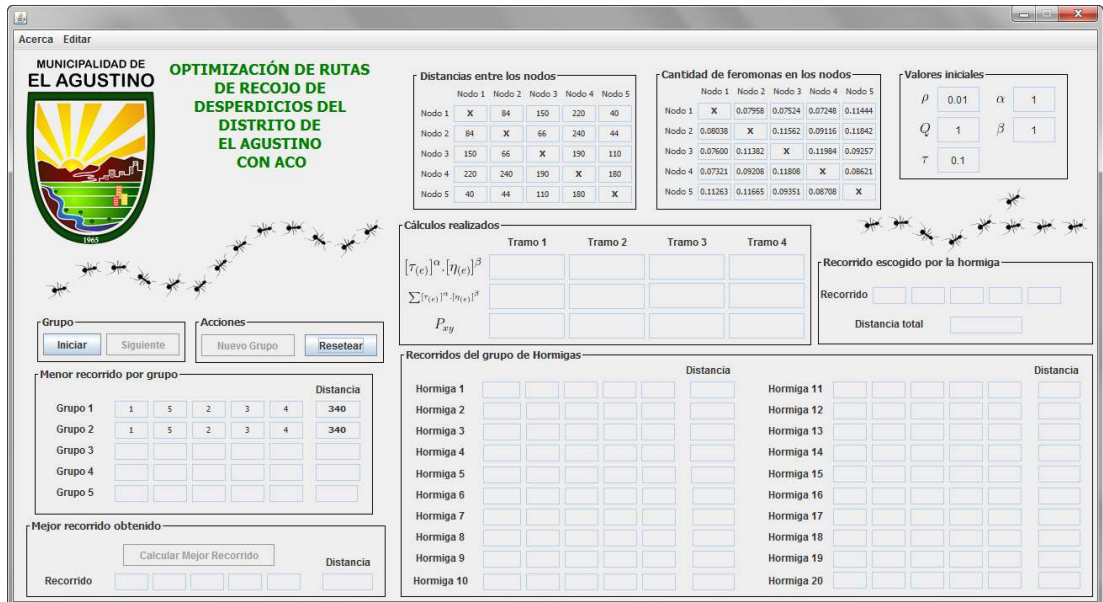 Acerca Editar
MUNICIPALIDAD DE
EL AGUSTINO
1965
OPTIMIZACIÓN DE RUTAS
DE RECOJO DE
DESPERDICIOS DEL
DISTRITO DE
EL AGUSTINO
CON ACO
Distancias entre los nodos
Nodo 1 Nodo 2 Nodo 3 Nodo 4 Nodo 5
Nodo 1 X 84 150 220 40
Nodo 2 84 X 66 240 44
Nodo 3 150 66 X 190 110
Nodo 4 220 240 190 X 180
Nodo 5 40 44 110 180 X
Cantidad de feromonas en los nodos
Nodo 1 Nodo 2 Nodo 3 Nodo 4 Nodo 5
Nodo 1 X 0.07958 0.07524 0.07248 0.11444
Nodo 2 0.08038 X 0.11562 0.09116 0.11842
Nodo 3 0.07600 0.11382 X 0.11984 0.09257
Nodo 4 0.07321 0.09208 0.11808 X 0.08621
Nodo 5 0.11263 0.11665 0.09351 0.08708 X
Valores iniciales
ρ 0.01 α 1
Q 1 β 1
τ 0.1
Cálculos realizados
Tramo 1 Tramo 2 Tramo 3 Tramo 4
[τ(e)]^α.[η(e)]^β
∑[τ(e)]^α.[η(e)]^β
Pxy
Recorrido escogido por la hormiga
Recorrido
Distancia total
Grupo
Iniciar Siguiente
Acciones
Nuevo Grupo Resetear
Menor recorrido por grupo
Distancia
Grupo 1 1 5 2 3 4 340
Grupo 2 1 5 2 3 4 340
Grupo 3
Grupo 4
Grupo 5
Mejor recorrido obtenido
Calcular Mejor Recorrido
Distancia
Recorrido
Recorridos del grupo de Hormigas
Distancia Distancia
Hormiga 1 Hormiga 11
Hormiga 2 Hormiga 12
Hormiga 3 Hormiga 13
Hormiga 4 Hormiga 14
Hormiga 5 Hormiga 15
Hormiga 6 Hormiga 16
Hormiga 7 Hormiga 17
Hormiga 8 Hormiga 18
Hormiga 9 Hormiga 19
Hormiga 10 Hormiga 20